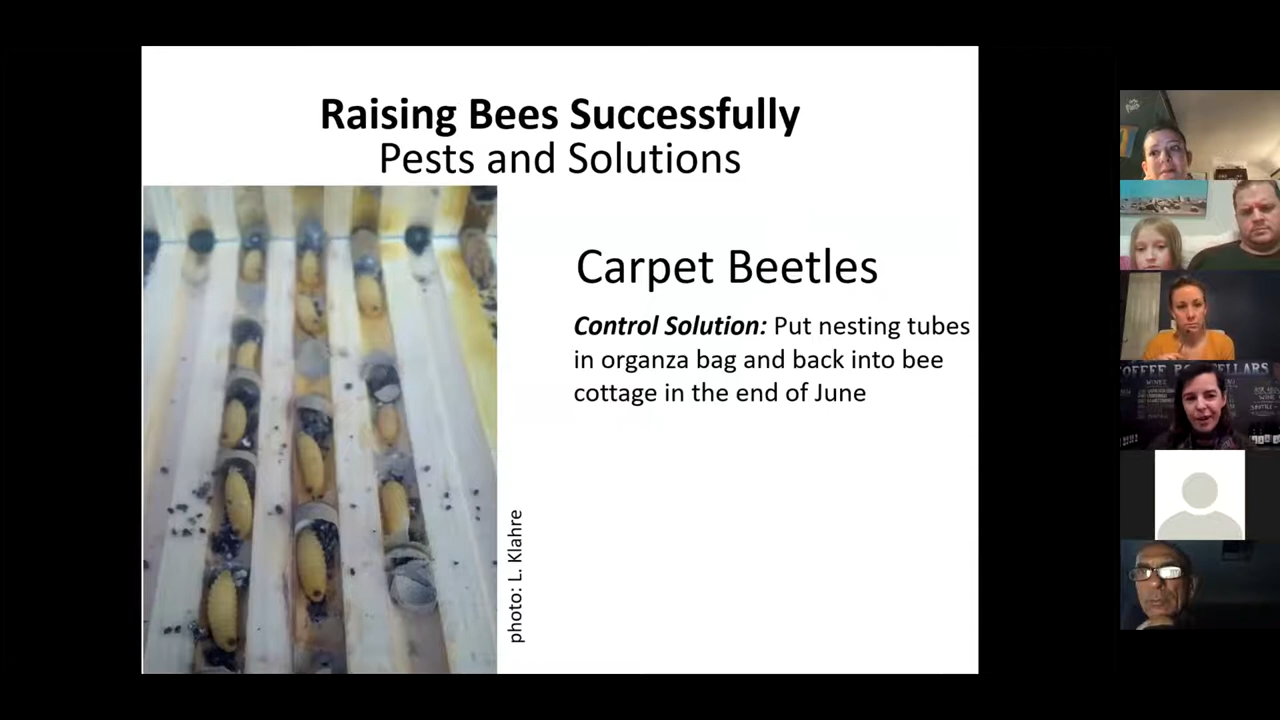 Raising Bees Successfully
Pests and Solutions
Carpet Beetles
Control Solution: Put nesting tubes
in organza bag and back into bee
cottage in the end of June
photo: L. Klahre